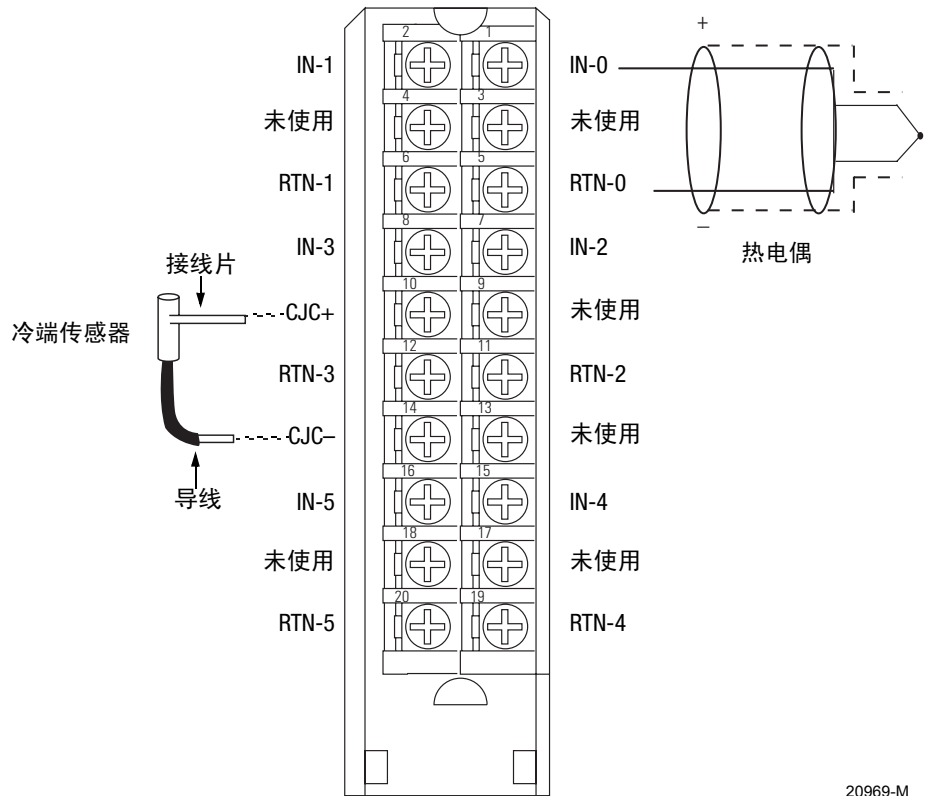 2 1
IN-1 IN-0 +
4 3
未使用 未使用
6 5
RTN-1 RTN-0
8 7 –
IN-3 IN-2 热电偶
接线片
10 9
冷端传感器 CJC+ 未使用
12 11
RTN-3 RTN-2
14 13
CJC– 未使用
16 15
导线 IN-5 IN-4
18 17
未使用 未使用
20 19
RTN-5 RTN-4
20969-M